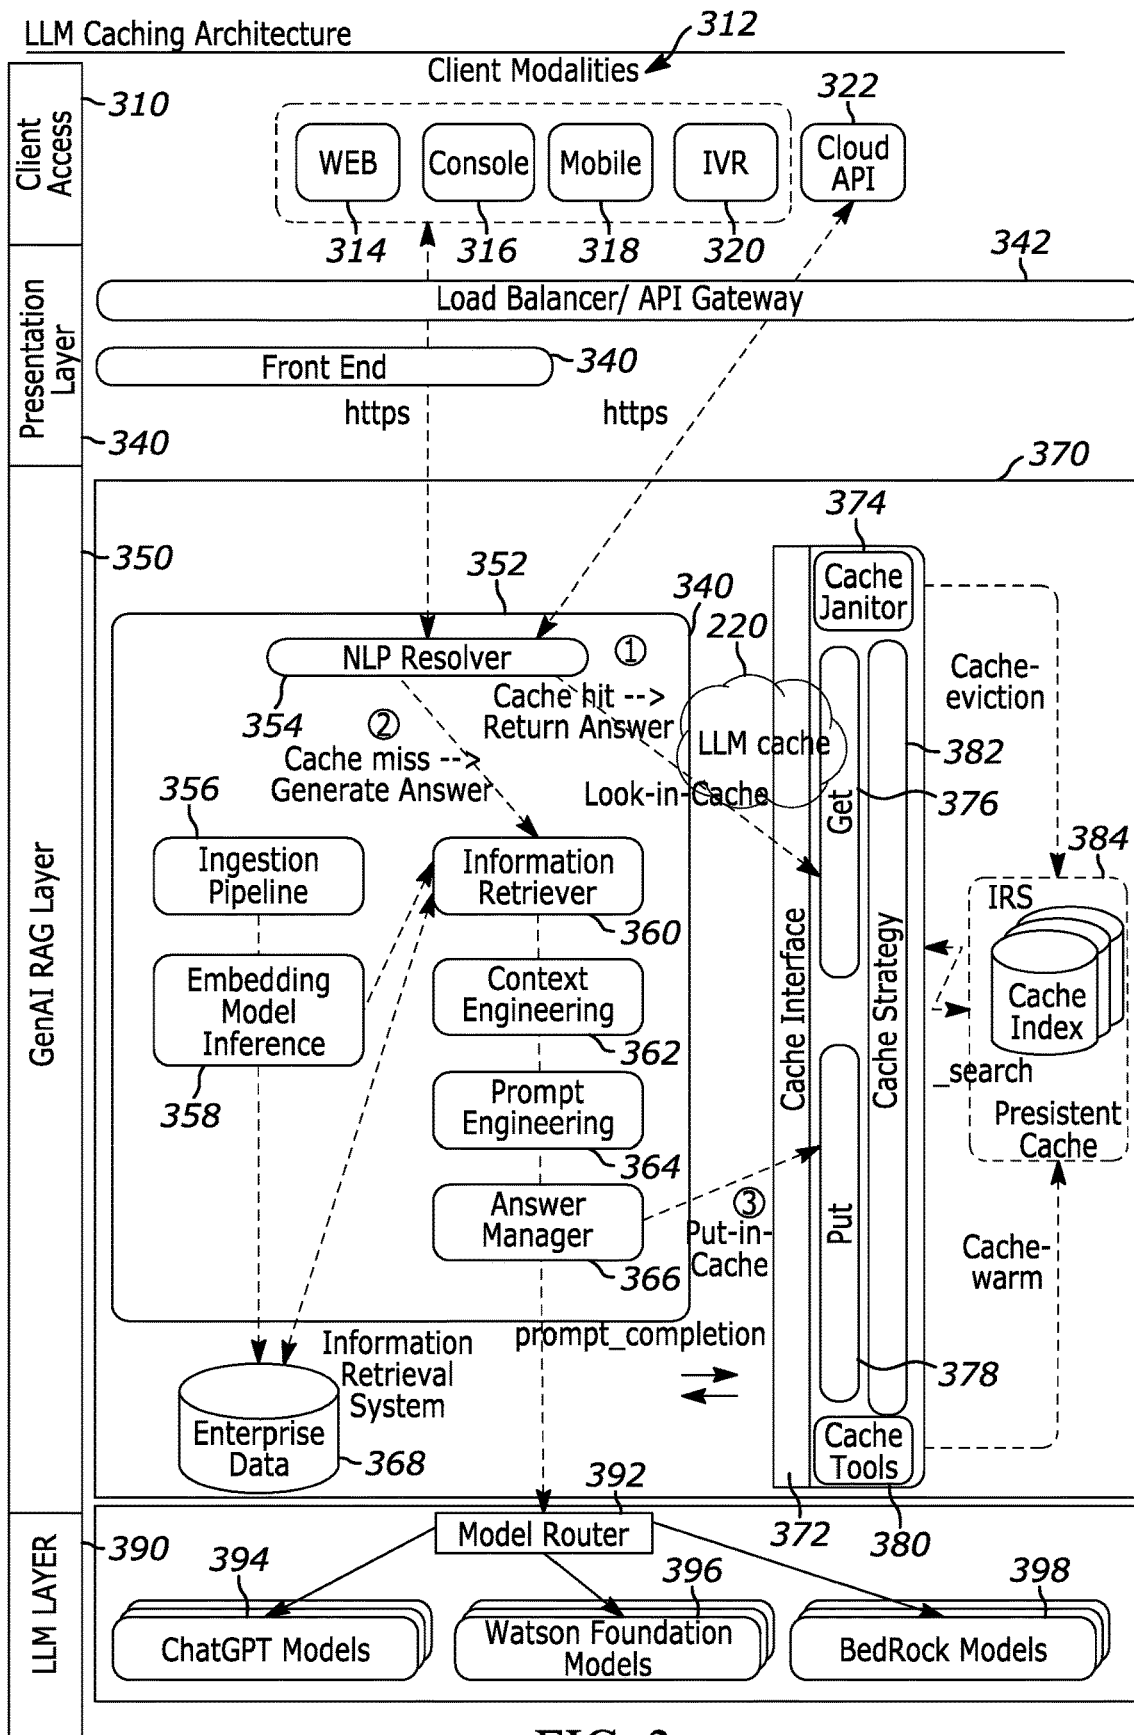 LLM Caching Architecture
312
Client Modalities
310
322
Client
Access
WEB
Console
Mobile
IVR
Cloud
API
314
316
318
320
342
Load Balancer/ API Gateway
Presentation
Layer
Front End
340
https
https
340
370
374
350
352
340
220
Cache
Janitor
NLP Resolver
1
354
Cache hit -->
Return Answer
2
Cache miss -->
Generate Answer
LLM cache
Cache-
eviction
382
Look-in-Cache
376
356
Get
384
Ingestion
Pipeline
Information
Retriever
360
IRS
GenAI RAG Layer
Embedding
Model
Inference
358
Context
Engineering
362
Cache Interface
Cache Strategy
Cache
Index
_search
Prompt
Engineering
364
Presistent
Cache
Answer
Manager
366
3
Put-in-
Cache
Put
Cache-
warm
prompt_completion
Information
Retrieval
System
378
Enterprise
Data
368
Cache
Tools
392
372
380
390
Model Router
LLM LAYER
394
396
398
ChatGPT Models
Watson Foundation
Models
BedRock Models